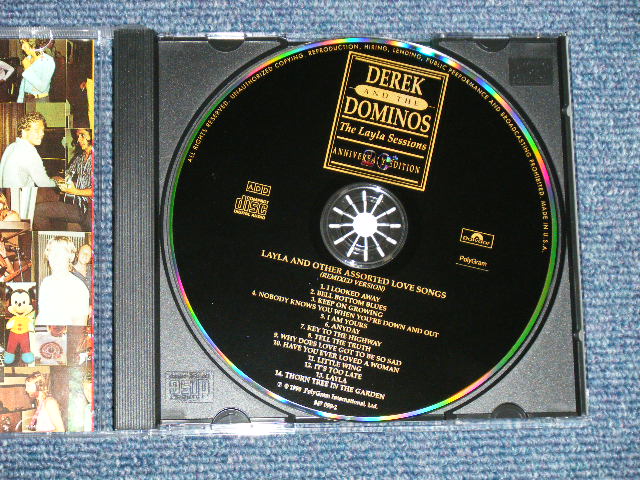 ALL RIGHTS RESERVED. UNAUTHORIZED COPYING, REPRODUCTION, HIRING, LENDING, PUBLIC PERFORMANCE AND BROADCASTING PROHIBITED. MADE IN U.S.A.
DEREK
AND THE
DOMINOS
The Layla Sessions
ANNIVERSARY EDITION
ADD
COMPACT
disc
DIGITAL AUDIO
Polydor
PolyGram
LAYLA AND OTHER ASSORTED LOVE SONGS
(REMIXED VERSION)
1. I LOOKED AWAY
2. BELL BOTTOM BLUES
3. KEEP ON GROWING
4. NOBODY KNOWS YOU WHEN YOU'RE DOWN AND OUT
5. I AM YOURS
6. ANYDAY
7. KEY TO THE HIGHWAY
8. TELL THE TRUTH
9. WHY DOES LOVE GOT TO BE SO SAD
10. HAVE YOU EVER LOVED A WOMAN
11. LITTLE WING
12. IT'S TOO LATE
13. LAYLA
14. THORN TREE IN THE GARDEN
℗ © 1990 PolyGram International, Ltd.